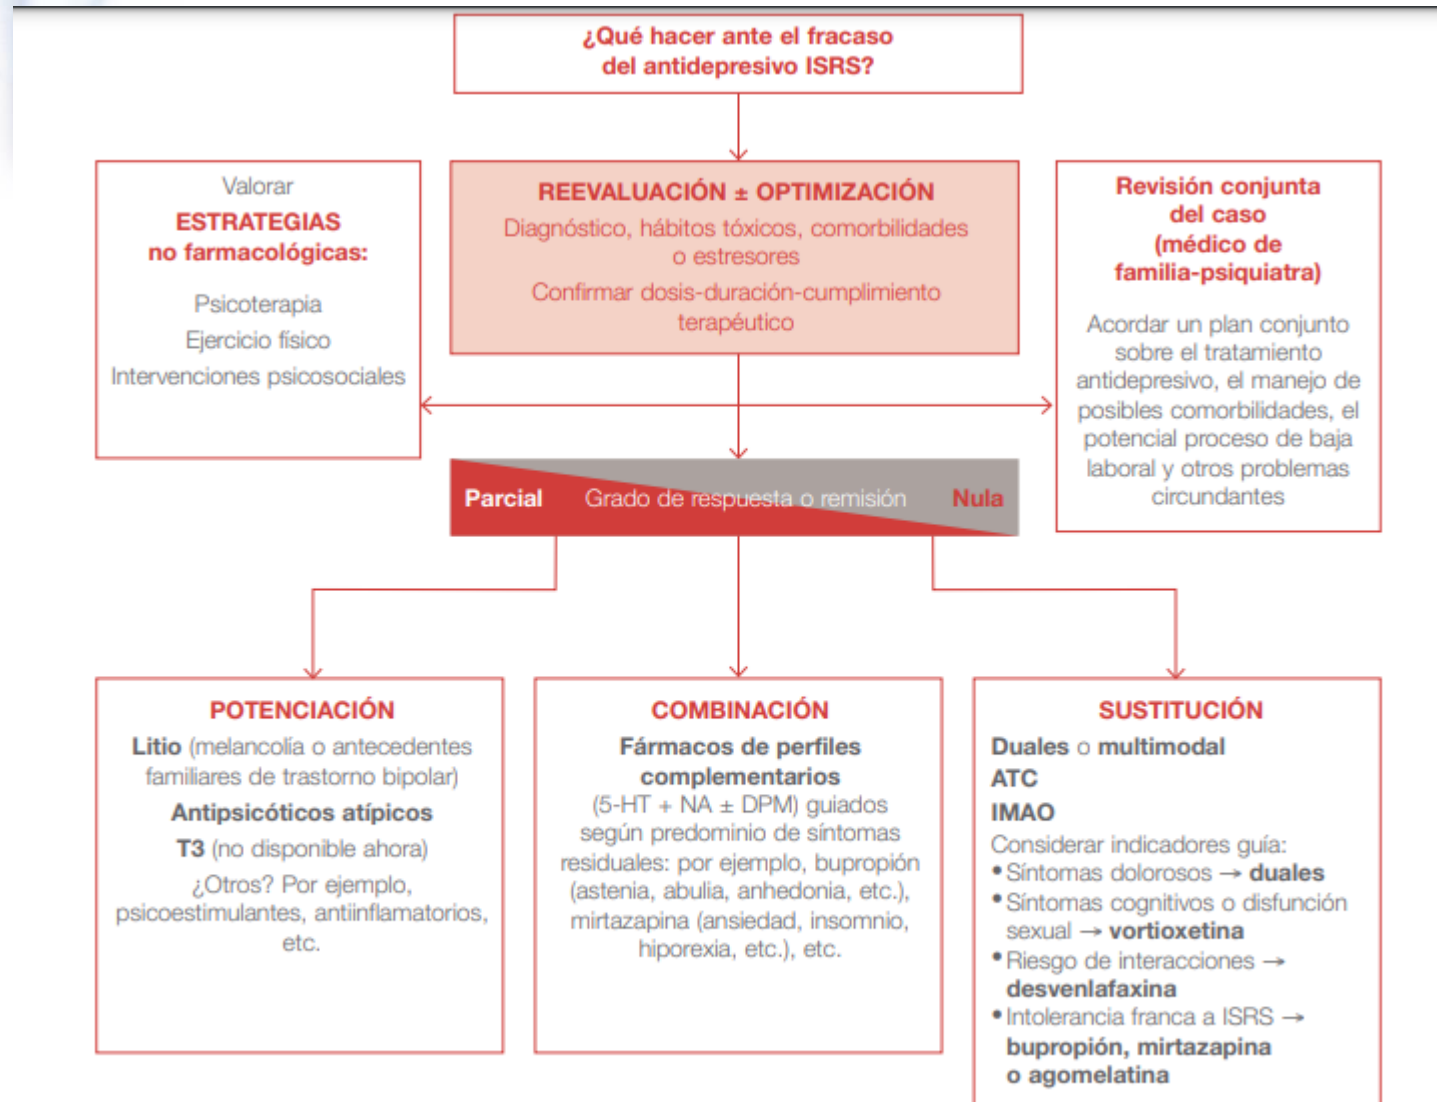 ¿Qué hacer ante el fracaso
del antidepresivo ISRS?
Valorar
ESTRATEGIAS
no farmacológicas:
Psicoterapia
Ejercicio físico
Intervenciones psicosociales
REEVALUACIÓN ± OPTIMIZACIÓN
Diagnóstico, hábitos tóxicos, comorbilidades
o estresores
Confirmar dosis-duración-cumplimiento
terapéutico
Revisión conjunta
del caso
(médico de
familia-psiquiatra)
Acordar un plan conjunto
sobre el tratamiento
antidepresivo, el manejo de
posibles comorbilidades, el
potencial proceso de baja
laboral y otros problemas
circundantes
Parcial Grado de respuesta o remisión Nula
POTENCIACIÓN
Litio (melancolía o antecedentes
familiares de trastorno bipolar)
Antipsicóticos atípicos
T3 (no disponible ahora)
¿Otros? Por ejemplo,
psicoestimulantes, antiinflamatorios,
etc.
COMBINACIÓN
Fármacos de perfiles
complementarios
(5-HT + NA ± DPM) guiados
según predominio de síntomas
residuales: por ejemplo, bupropión
(astenia, abulia, anhedonia, etc.),
mirtazapina (ansiedad, insomnio,
hiporexia, etc.), etc.
SUSTITUCIÓN
Duales o multimodal
ATC
IMAO
Considerar indicadores guía:
• Síntomas dolorosos → duales
• Síntomas cognitivos o disfunción
sexual → vortioxetina
• Riesgo de interacciones →
desvenlafaxina
• Intolerancia franca a ISRS →
bupropión, mirtazapina
o agomelatina